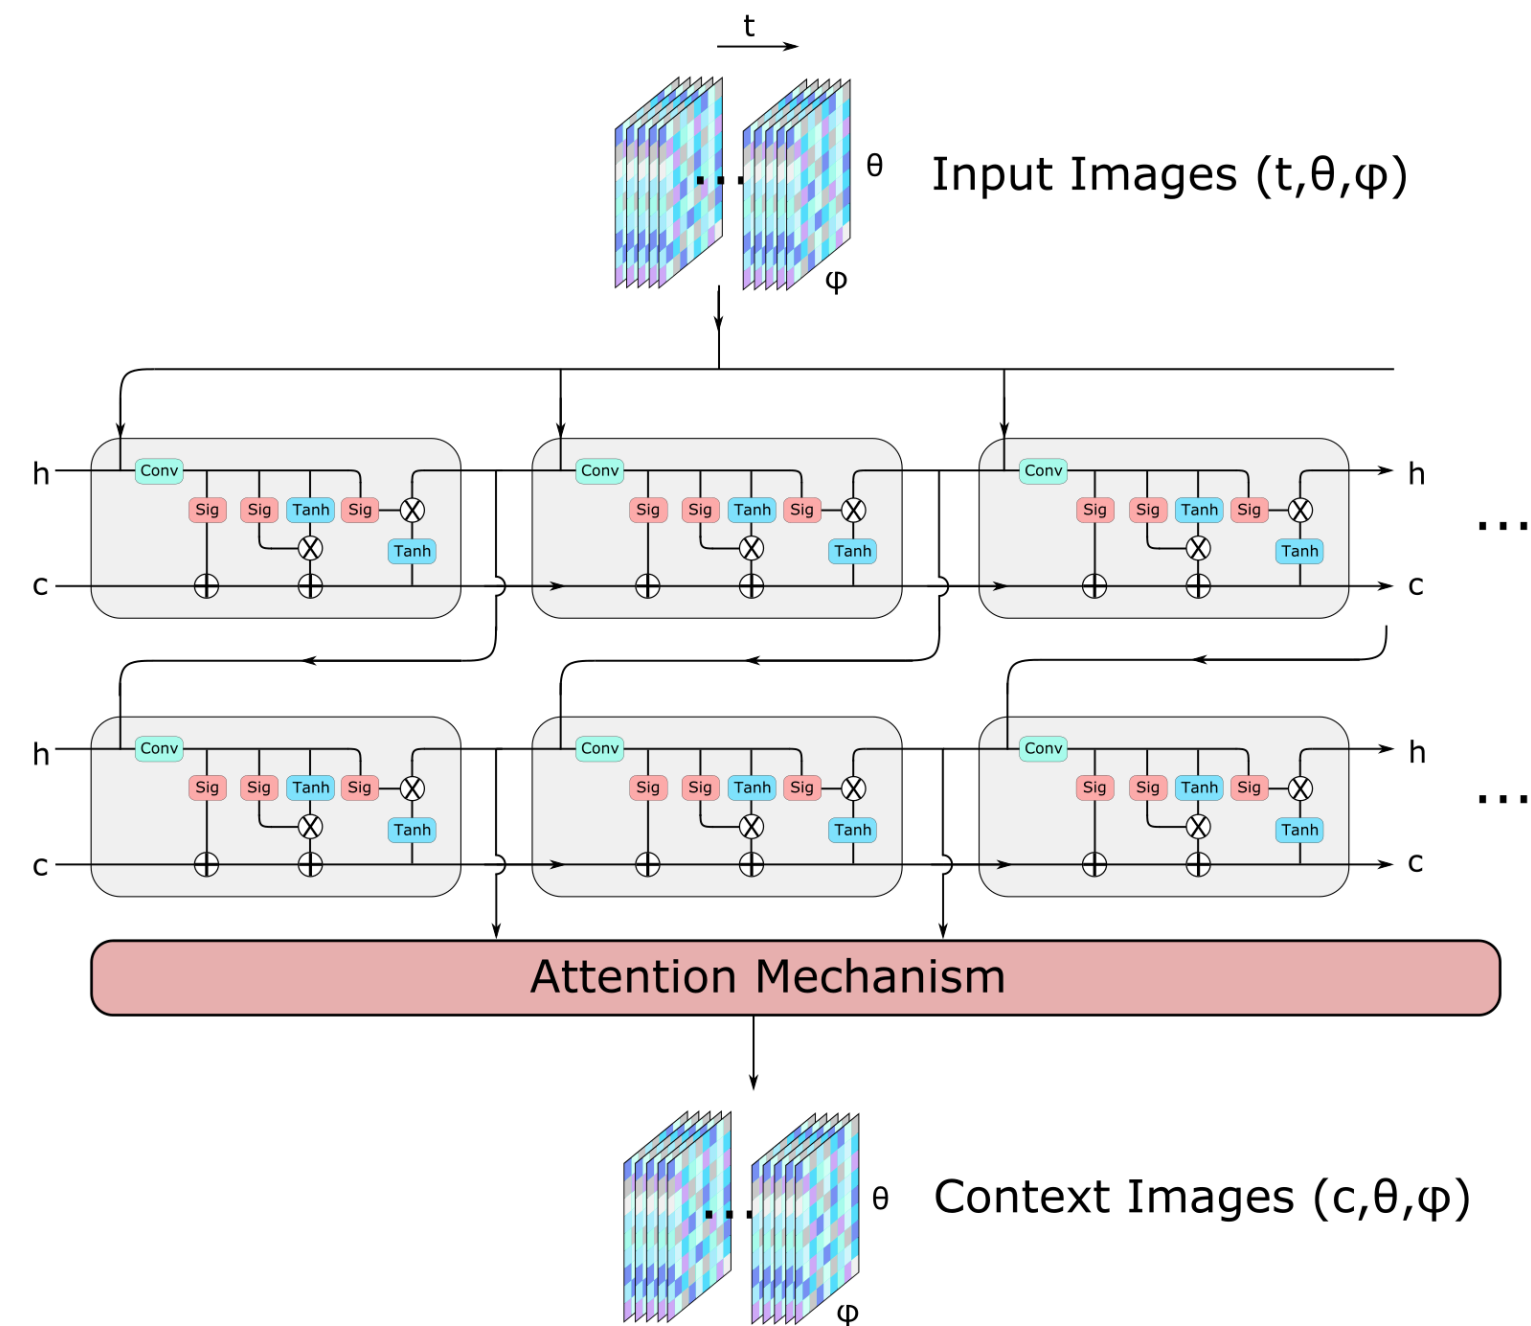 t
θ
Input Images (t,θ,φ)
φ
h Conv Conv Conv h
Sig Sig Tanh Sig Sig Sig Tanh Sig Sig Sig Tanh Sig
...
Tanh Tanh Tanh
c c
h Conv Conv Conv h
Sig Sig Tanh Sig Sig Sig Tanh Sig Sig Sig Tanh Sig
...
Tanh Tanh Tanh
c c
Attention Mechanism
θ
Context Images (c,θ,φ)
φ